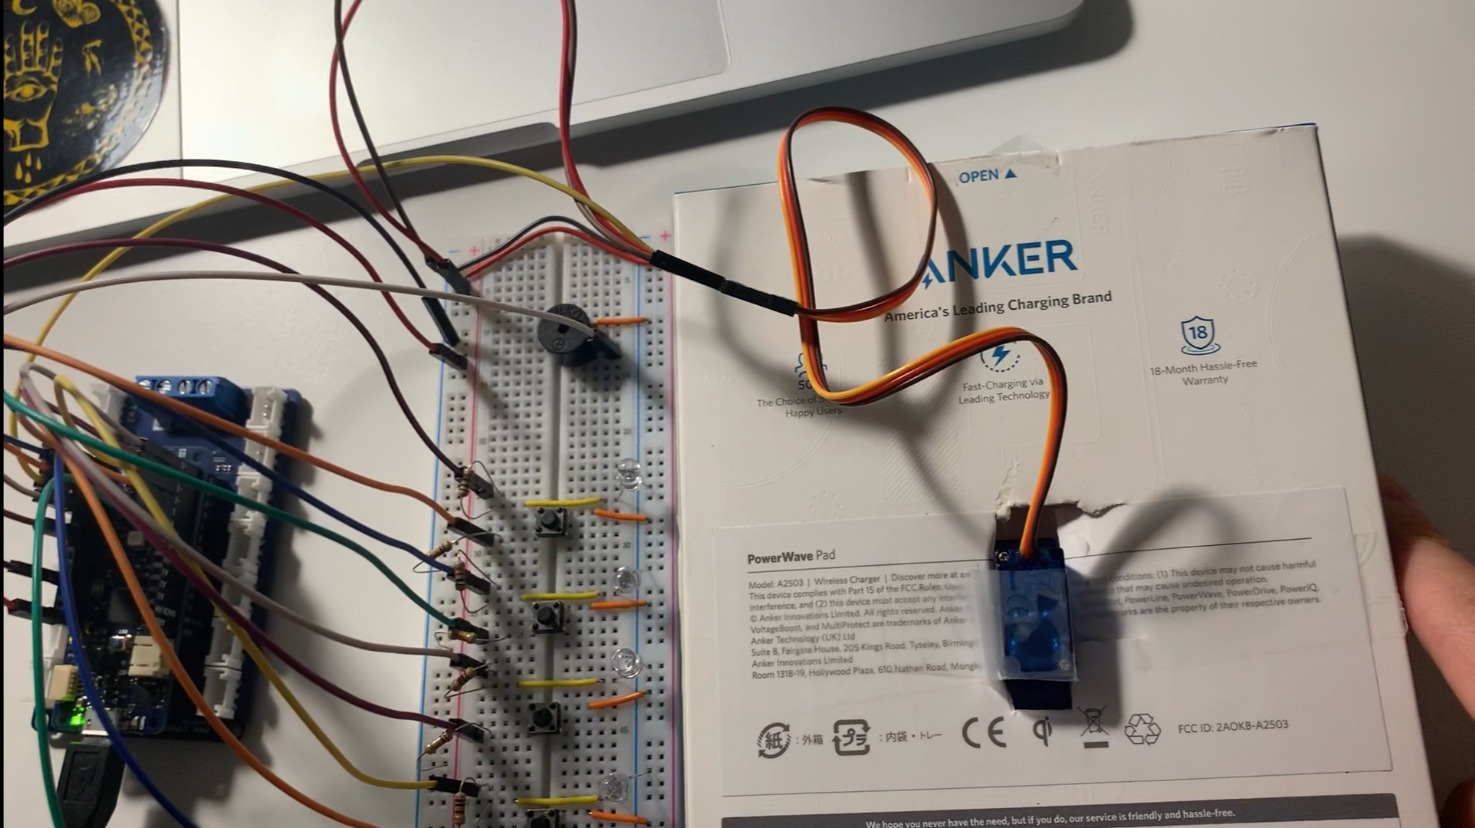 OPEN
ANKER
America's Leading Charging Brand
18
50
The Choice of
Happy Users
Fast-Charging via
Leading Technology
18-Month Hassle-Free
Warranty
PowerWave Pad
Model: A2503 | Wireless Charger | Discover more at
This device complies with Part 15 of the FCC Rules. conditions: (1) This device may not cause harmful
interference, and (2) this device must accept any that may cause undesired operation.
© Anker Innovations Limited. All rights reserved. Anker PowerLine, PowerWave, PowerDrive, PowerIQ,
VoltageBoost, and MultiProtect are trademarks of Anker are the property of their respective owners.
Anker Technology (UK) Ltd
Suite B, Fairgate House, 205 Kings Road, Tyseley,
Anker Innovations Limited
Room 1318-19, Hollywood Plaza, 610 Nathan Road,
紙 : 外箱 プラ : 内袋・トレー CE qi FCC ID: 2AOKB-A2503
We hope you never have the need, but if you do, our service is friendly and hassle-free.